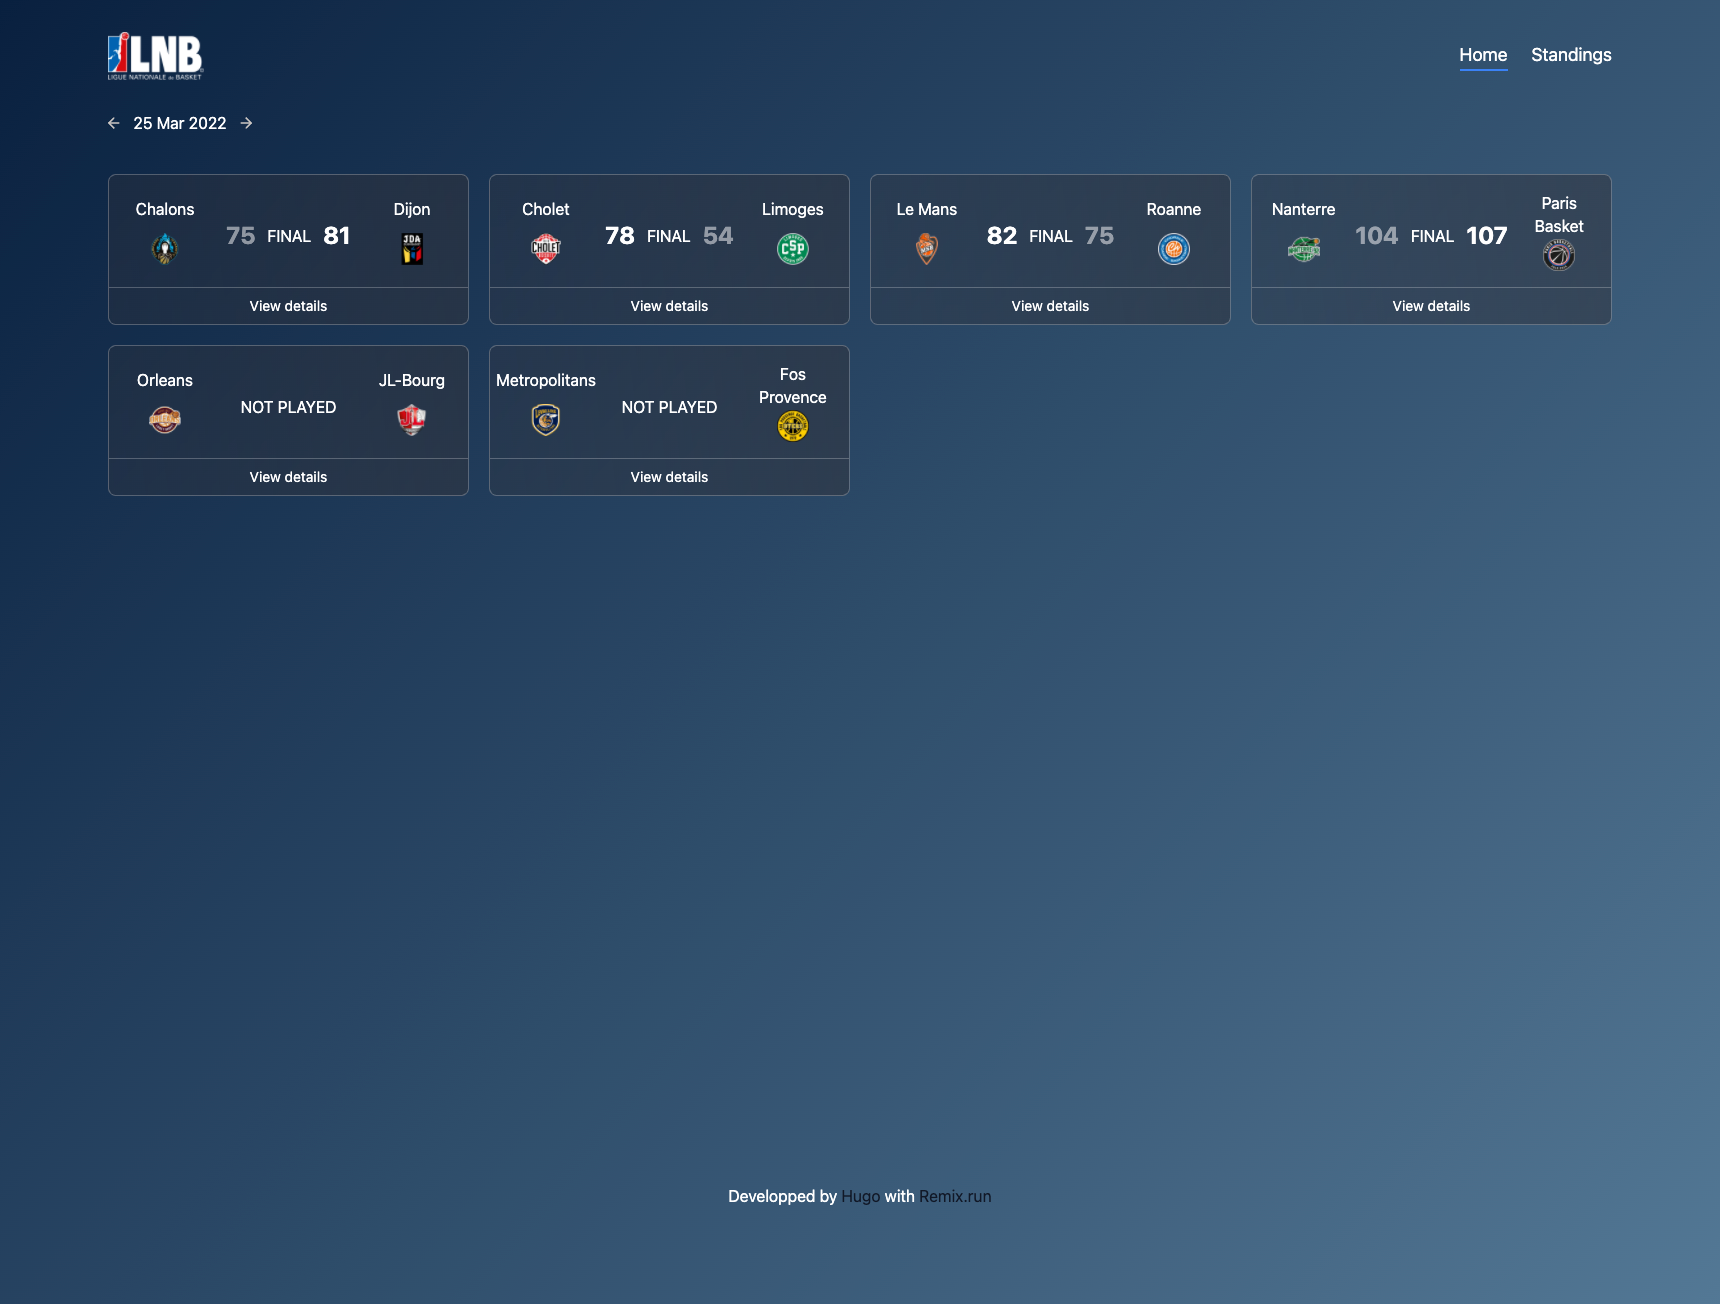 LNB
LIGUE NATIONALE DE BASKET
Home Standings
25 Mar 2022
Chalons
75 FINAL 81
Dijon
JDA
View details
Cholet
CHOLET
78 FINAL 54
Limoges
CSP
View details
Le Mans
MSB
82 FINAL 75
Roanne
View details
Nanterre
104 FINAL 107
Paris
Basket
View details
Orleans
NOT PLAYED
JL-Bourg
JL
View details
Metropolitans
NOT PLAYED
Fos
Provence
View details
Developped by Hugo with Remix.run